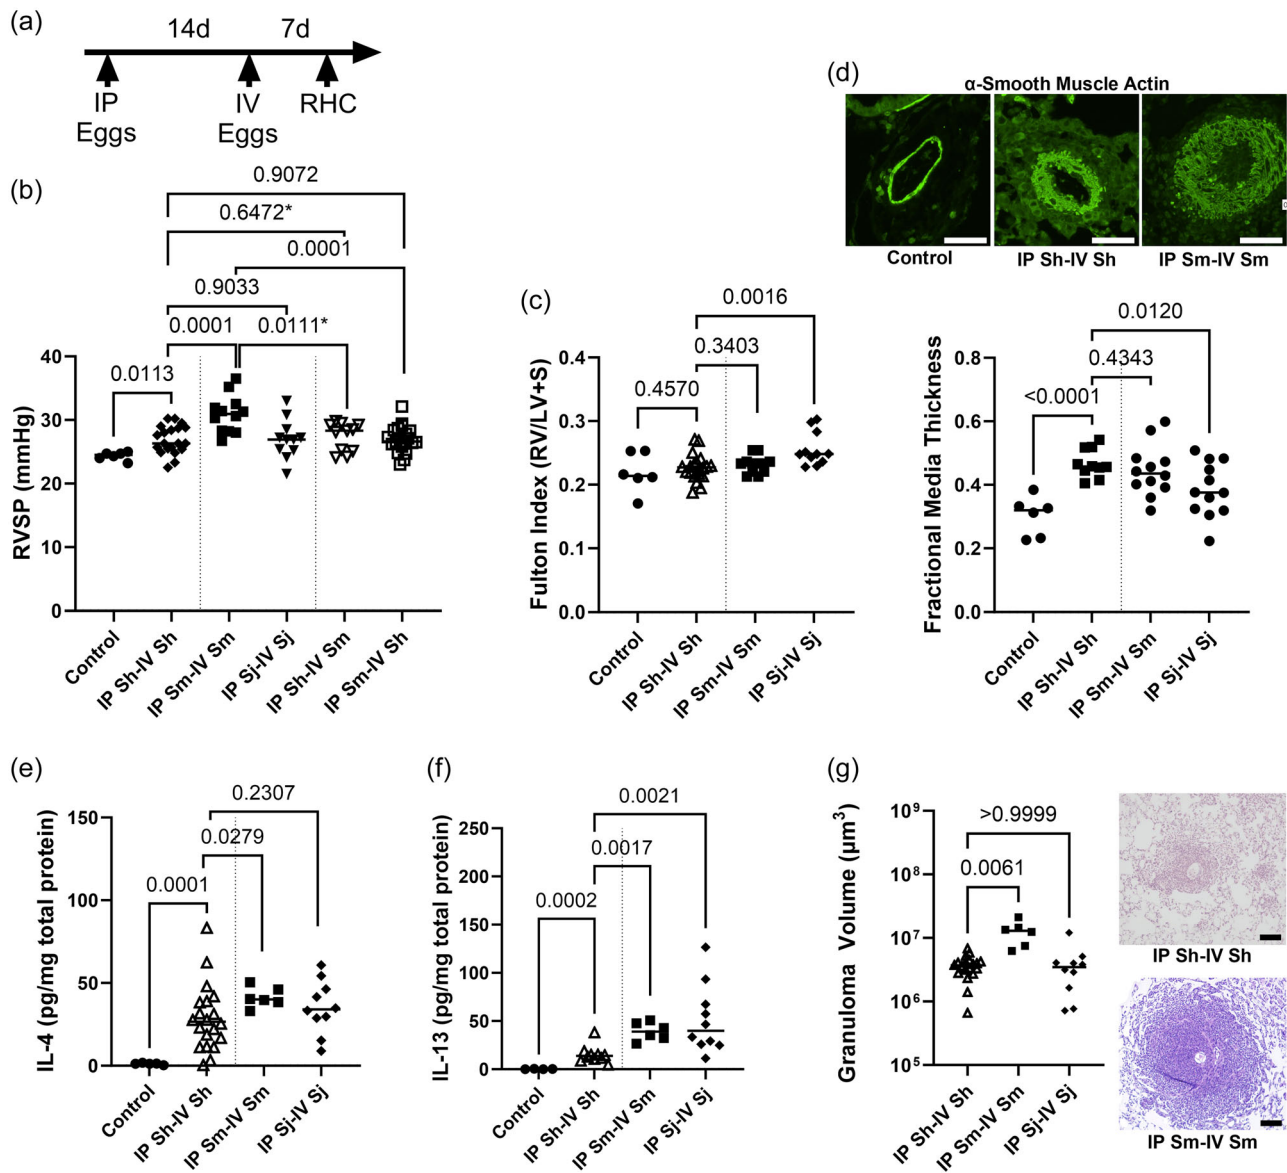 (a)
14d 7d
IP Eggs
IV Eggs
RHC
(b)
0.9072
0.6472*
0.0001
0.9033
0.0001
0.0111*
0.0113
RVSP (mmHg)
40
30
20
10
0
Control
IP Sh-IV Sh
IP Sm-IV Sm
IP Sj-IV Sj
IP Sh-IV Sm
IP Sm-IV Sh
(c)
0.0016
0.3403
0.4570
Fulton Index (RV/LV+S)
0.4
0.3
0.2
0.1
0.0
Control
IP Sh-IV Sh
IP Sm-IV Sm
IP Sj-IV Sj
(d)
α-Smooth Muscle Actin
Control
IP Sh-IV Sh
IP Sm-IV Sm
0.0120
0.4343
<0.0001
Fractional Media Thickness
0.8
0.6
0.4
0.2
0.0
Control
IP Sh-IV Sh
IP Sm-IV Sm
IP Sj-IV Sj
(e)
0.2307
0.0279
0.0001
IL-4 (pg/mg total protein)
150
100
50
0
Control
IP Sh-IV Sh
IP Sm-IV Sm
IP Sj-IV Sj
(f)
0.0021
0.0017
0.0002
IL-13 (pg/mg total protein)
250
200
150
100
50
0
Control
IP Sh-IV Sh
IP Sm-IV Sm
IP Sj-IV Sj
(g)
>0.9999
0.0061
Granuloma Volume (μm³)
10⁹
10⁸
10⁷
10⁶
10⁵
IP Sh-IV Sh
IP Sm-IV Sm
IP Sj-IV Sj
IP Sh-IV Sh
IP Sm-IV Sm